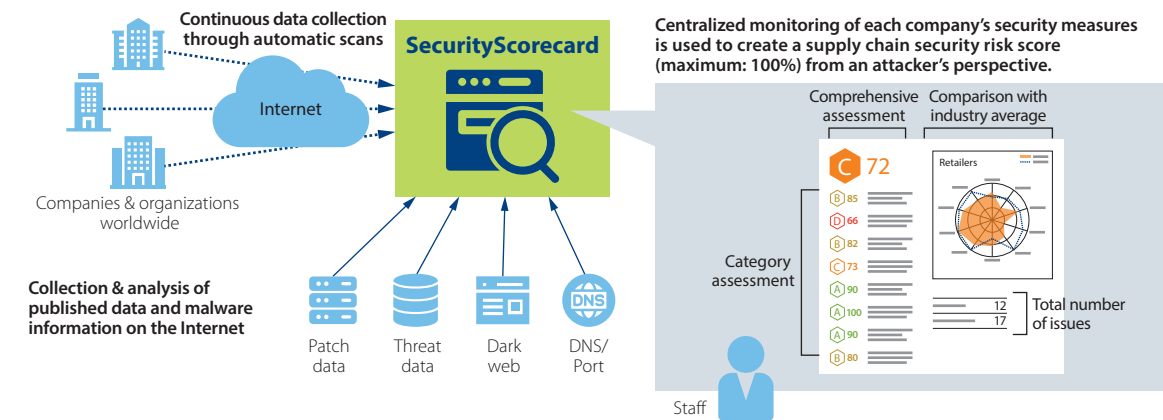 Continuous data collection
through automatic scans
Internet
Companies & organizations
worldwide
SecurityScorecard
Collection & analysis of
published data and malware
information on the Internet
Patch
data
Threat
data
Dark
web
DNS
DNS/
Port
Centralized monitoring of each company’s security measures
is used to create a supply chain security risk score
(maximum: 100%) from an attacker’s perspective.
Comprehensive
assessment
Comparison with
industry average
C 72
B 85
D 66
B 82
C 73
A 90
A 100
A 90
B 80
Category
assessment
Retailers
12
17
Total number
of issues
Staff